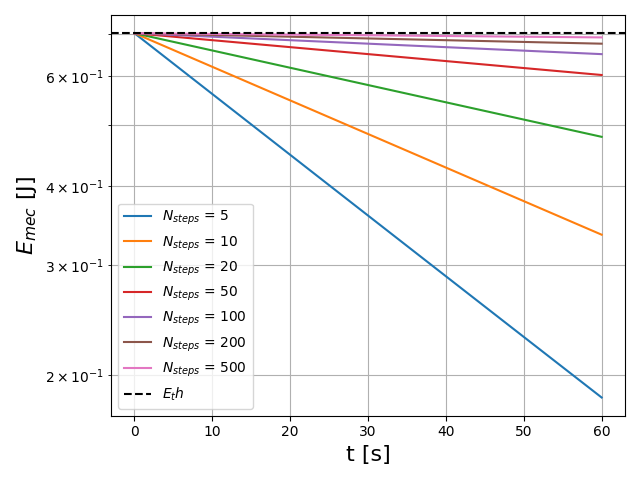 6 × 10⁻¹
4 × 10⁻¹
3 × 10⁻¹
2 × 10⁻¹
E_mec [J]
N_steps = 5
N_steps = 10
N_steps = 20
N_steps = 50
N_steps = 100
N_steps = 200
N_steps = 500
E_th
0 10 20 30 40 50 60
t [s]